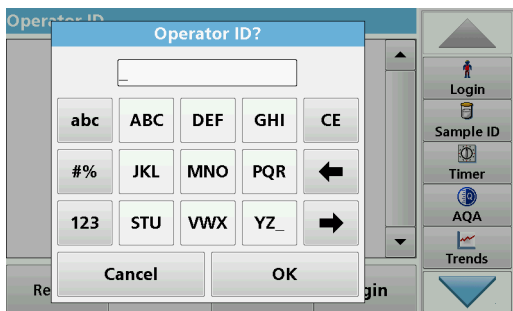 Operator ID
Operator ID?
_
abc ABC DEF GHI CE
#% JKL MNO PQR
123 STU VWX YZ_
Cancel OK
Re gin
Login
Sample ID
Timer
AQA
Trends